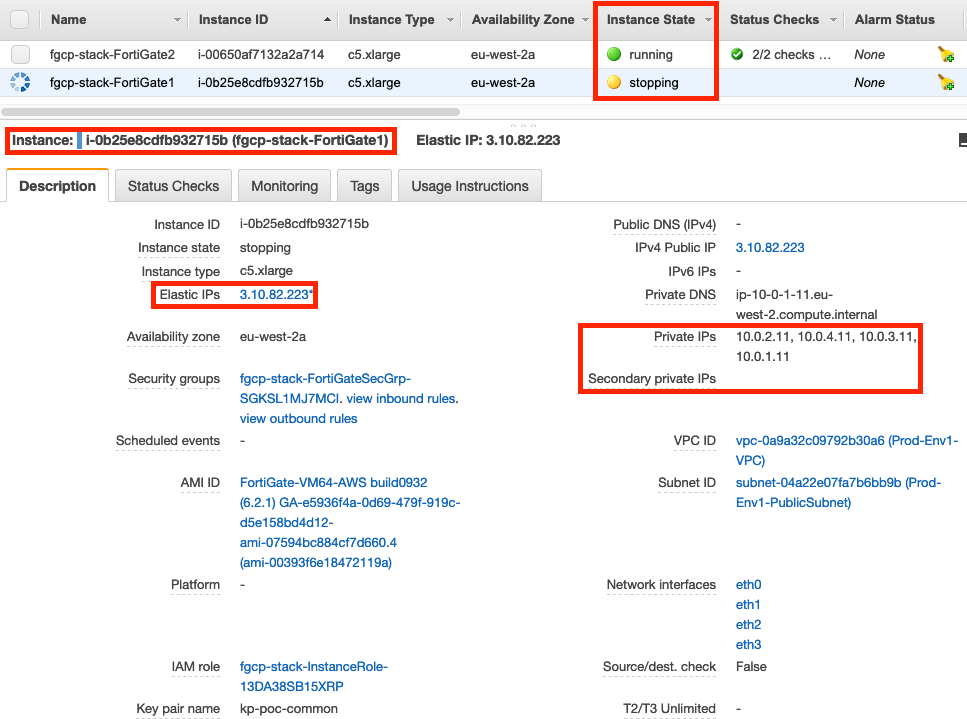 Name Instance ID Instance Type Availability Zone Instance State Status Checks Alarm Status
fgcp-stack-FortiGate2 i-00650af7132a2a714 c5.xlarge eu-west-2a running 2/2 checks ... None
fgcp-stack-FortiGate1 i-0b25e8cdfb932715b c5.xlarge eu-west-2a stopping None
Instance: i-0b25e8cdfb932715b (fgcp-stack-FortiGate1) Elastic IP: 3.10.82.223
Description Status Checks Monitoring Tags Usage Instructions
Instance ID i-0b25e8cdfb932715b Public DNS (IPv4) -
Instance state stopping IPv4 Public IP 3.10.82.223
Instance type c5.xlarge IPv6 IPs -
Elastic IPs 3.10.82.223* Private DNS ip-10-0-1-11.eu-
west-2.compute.internal
Availability zone eu-west-2a Private IPs 10.0.2.11, 10.0.4.11, 10.0.3.11,
10.0.1.11
Security groups fgcp-stack-FortiGateSecGrp- Secondary private IPs
SGKSL1MJ7MCI. view inbound rules.
view outbound rules
Scheduled events - VPC ID vpc-0a9a32c09792b30a6 (Prod-Env1-
VPC)
AMI ID FortiGate-VM64-AWS build0932 Subnet ID subnet-04a22e07fa7b6bb9b (Prod-
(6.2.1) GA-e5936f4a-0d69-479f-919c- Env1-PublicSubnet)
d5e158bd4d12-
ami-07594bc884cf7d660.4
(ami-00393f6e18472119a)
Platform - Network interfaces eth0
eth1
eth2
eth3
IAM role fgcp-stack-InstanceRole- Source/dest. check False
13DA38SB15XRP
Key pair name kp-poc-common T2/T3 Unlimited -